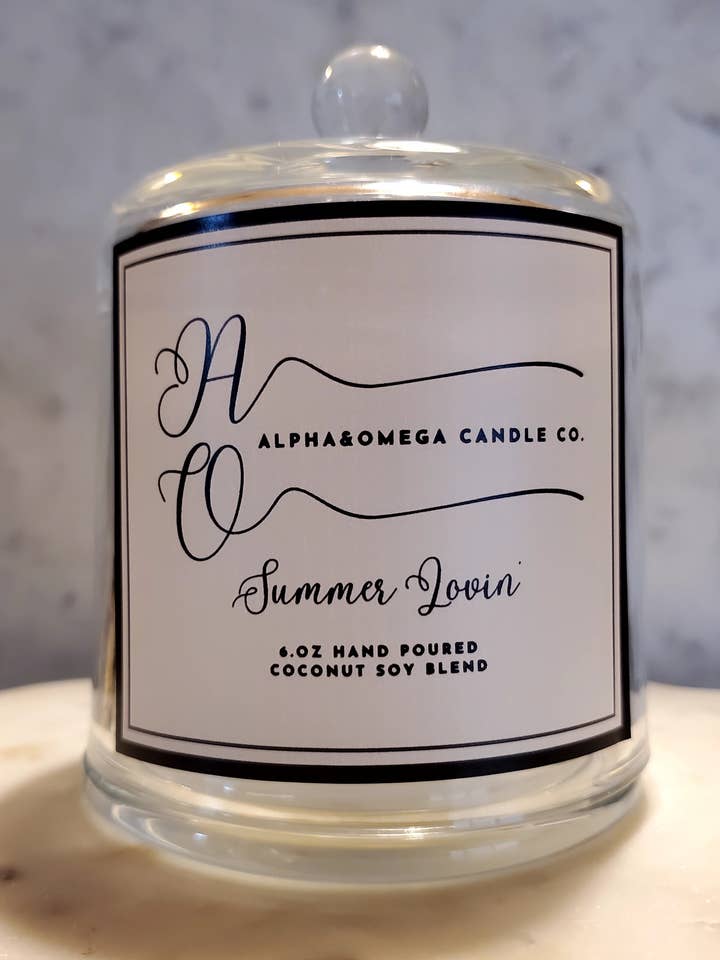 A
ALPHA&OMEGA CANDLE CO.
O
Summer Lovin'
6.OZ HAND POURED
COCONUT SOY BLEND